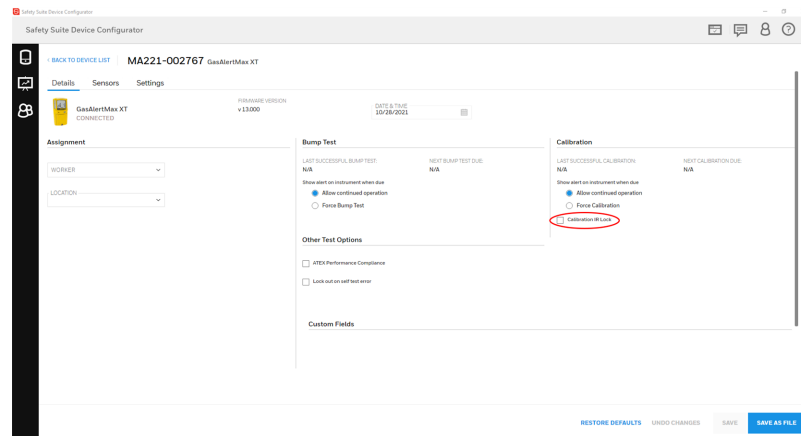 Safety Suite Device Configurator
Safety Suite Device Configurator
< BACK TO DEVICE LIST MA221-002767 GasAlertMax XT
Details Sensors Settings
GasAlertMax XT
CONNECTED
FIRMWARE VERSION
v 13.000
DATE & TIME
10/28/2021
Assignment
WORKER
LOCATION
Bump Test
LAST SUCCESSFUL BUMP TEST: NEXT BUMP TEST DUE:
N/A N/A
Show alert on instrument when due
Allow continued operation
Force Bump Test
Other Test Options
ATEX Performance Compliance
Lock out on self test error
Custom Fields
Calibration
LAST SUCCESSFUL CALIBRATION: NEXT CALIBRATION DUE:
N/A N/A
Show alert on instrument when due
Allow continued operation
Force Calibration
Calibration IR Lock
RESTORE DEFAULTS UNDO CHANGES SAVE SAVE AS FILE